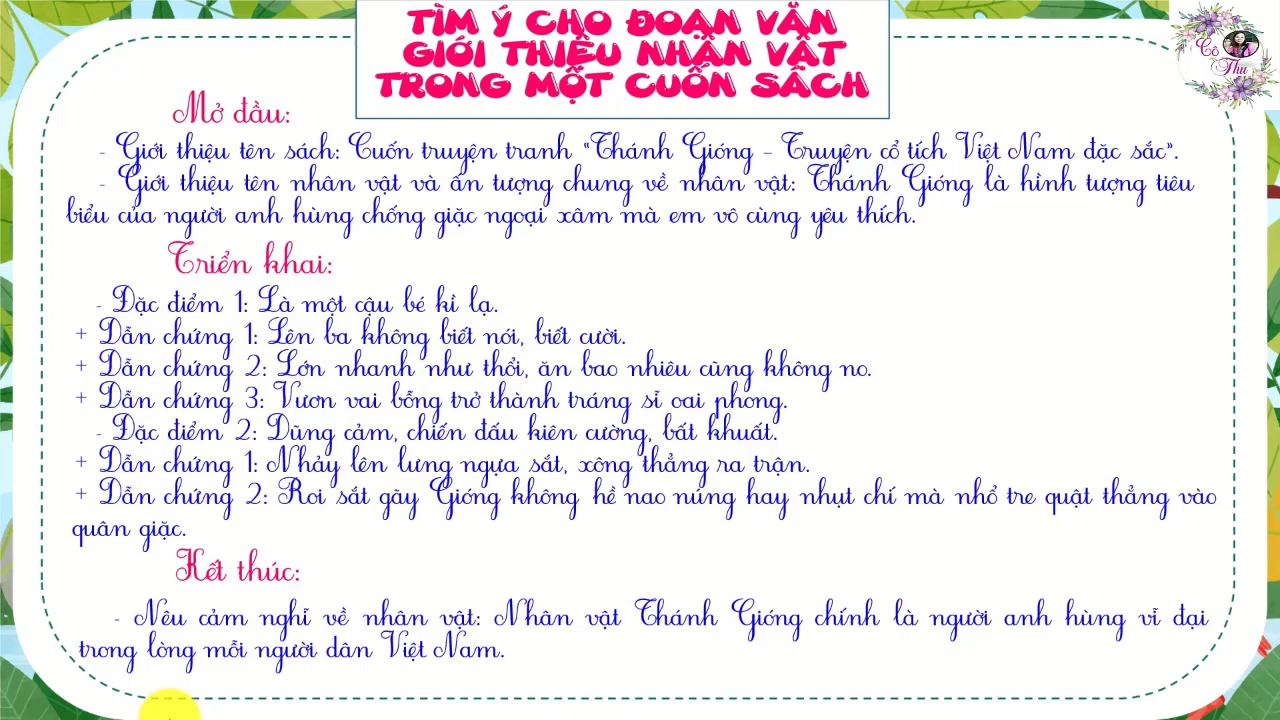 TÌM Ý CHO ĐOẠN VĂN
GIỚI THIỆU NHÂN VẬT
TRONG MỘT CUỐN SÁCH
Cô Thu
Mở đầu:
- Giới thiệu tên sách: Cuốn truyện tranh “Thánh Gióng – Truyện cổ tích Việt Nam đặc sắc”.
- Giới thiệu tên nhân vật và ấn tượng chung về nhân vật: Thánh Gióng là hình tượng tiêu
biểu của người anh hùng chống giặc ngoại xâm mà em vô cùng yêu thích.
Triển khai:
- Đặc điểm 1: Là một cậu bé kì lạ.
+ Dẫn chứng 1: Lên ba không biết nói, biết cười.
+ Dẫn chứng 2: Lớn nhanh như thổi, ăn bao nhiêu cũng không no.
+ Dẫn chứng 3: Vươn vai bỗng trở thành tráng sĩ oai phong.
- Đặc điểm 2: Dũng cảm, chiến đấu kiên cường, bất khuất.
+ Dẫn chứng 1: Nhảy lên lưng ngựa sắt, xông thẳng ra trận.
+ Dẫn chứng 2: Roi sắt gãy Gióng không hề nao núng hay nhụt chí mà nhổ tre quật thẳng vào
quân giặc.
Kết thúc:
- Nêu cảm nghĩ về nhân vật: Nhân vật Thánh Gióng chính là người anh hùng vĩ đại
trong lòng mỗi người dân Việt Nam.